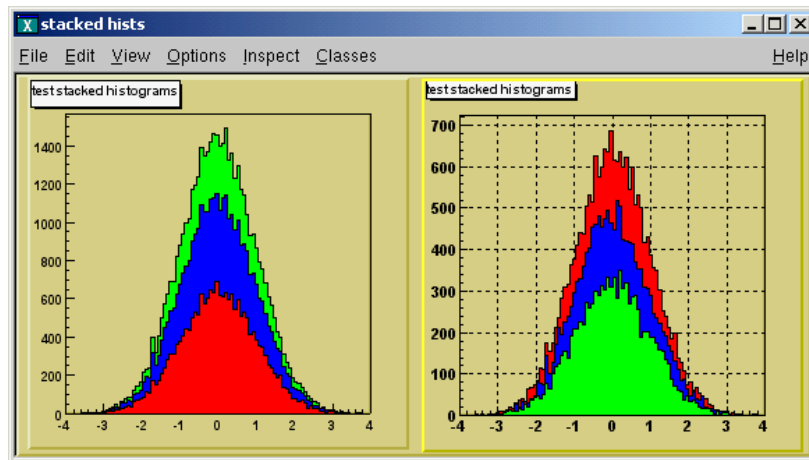 stacked hists
File Edit View Options Inspect Classes Help
test stacked histograms
1400
1200
1000
800
600
400
200
0
-4 -3 -2 -1 0 1 2 3 4
test stacked histograms
700
600
500
400
300
200
100
0
-4 -3 -2 -1 0 1 2 3 4